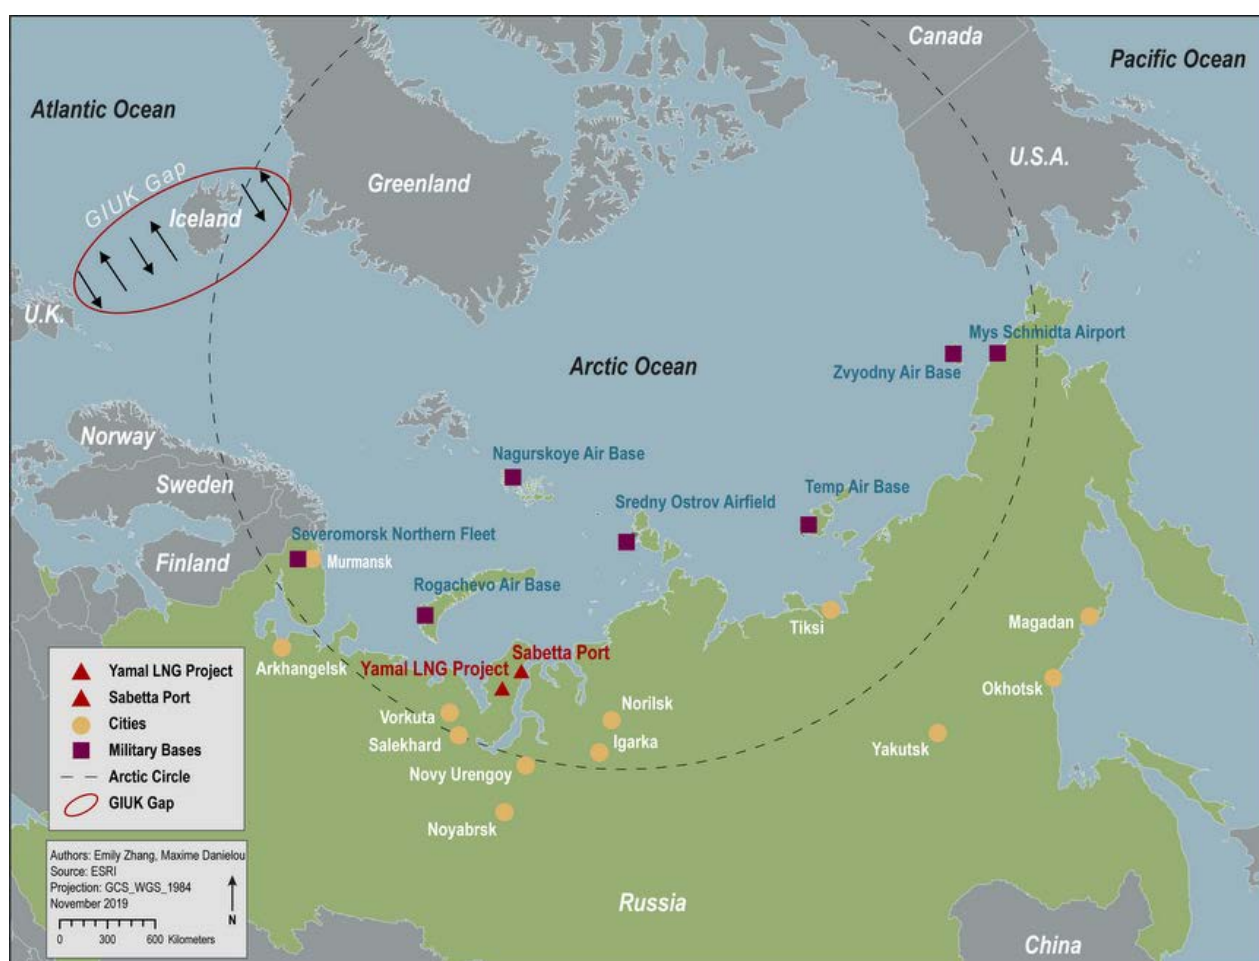 Canada
Pacific Ocean
Atlantic Ocean
U.S.A.
GIUK Gap
Greenland
Iceland
U.K.
Mys Schmidta Airport
Arctic Ocean
Zvyodny Air Base
Norway
Nagurskoye Air Base
Sweden
Temp Air Base
Sredny Ostrov Airfield
Severomorsk Northern Fleet
Finland
Murmansk
Rogachevo Air Base
Tiksi
Magadan
Sabetta Port
Arkhangelsk
Yamal LNG Project
Okhotsk
Norilsk
Vorkuta
Igarka
Salekhard
Yakutsk
Novy Urengoy
Noyabrsk
Russia
China
Yamal LNG Project
Sabetta Port
Cities
Military Bases
Arctic Circle
GIUK Gap
Authors: Emily Zhang, Maxime Danielou
Source: ESRI
Projection: GCS_WGS_1984
November 2019
N
0 300 600 Kilometers